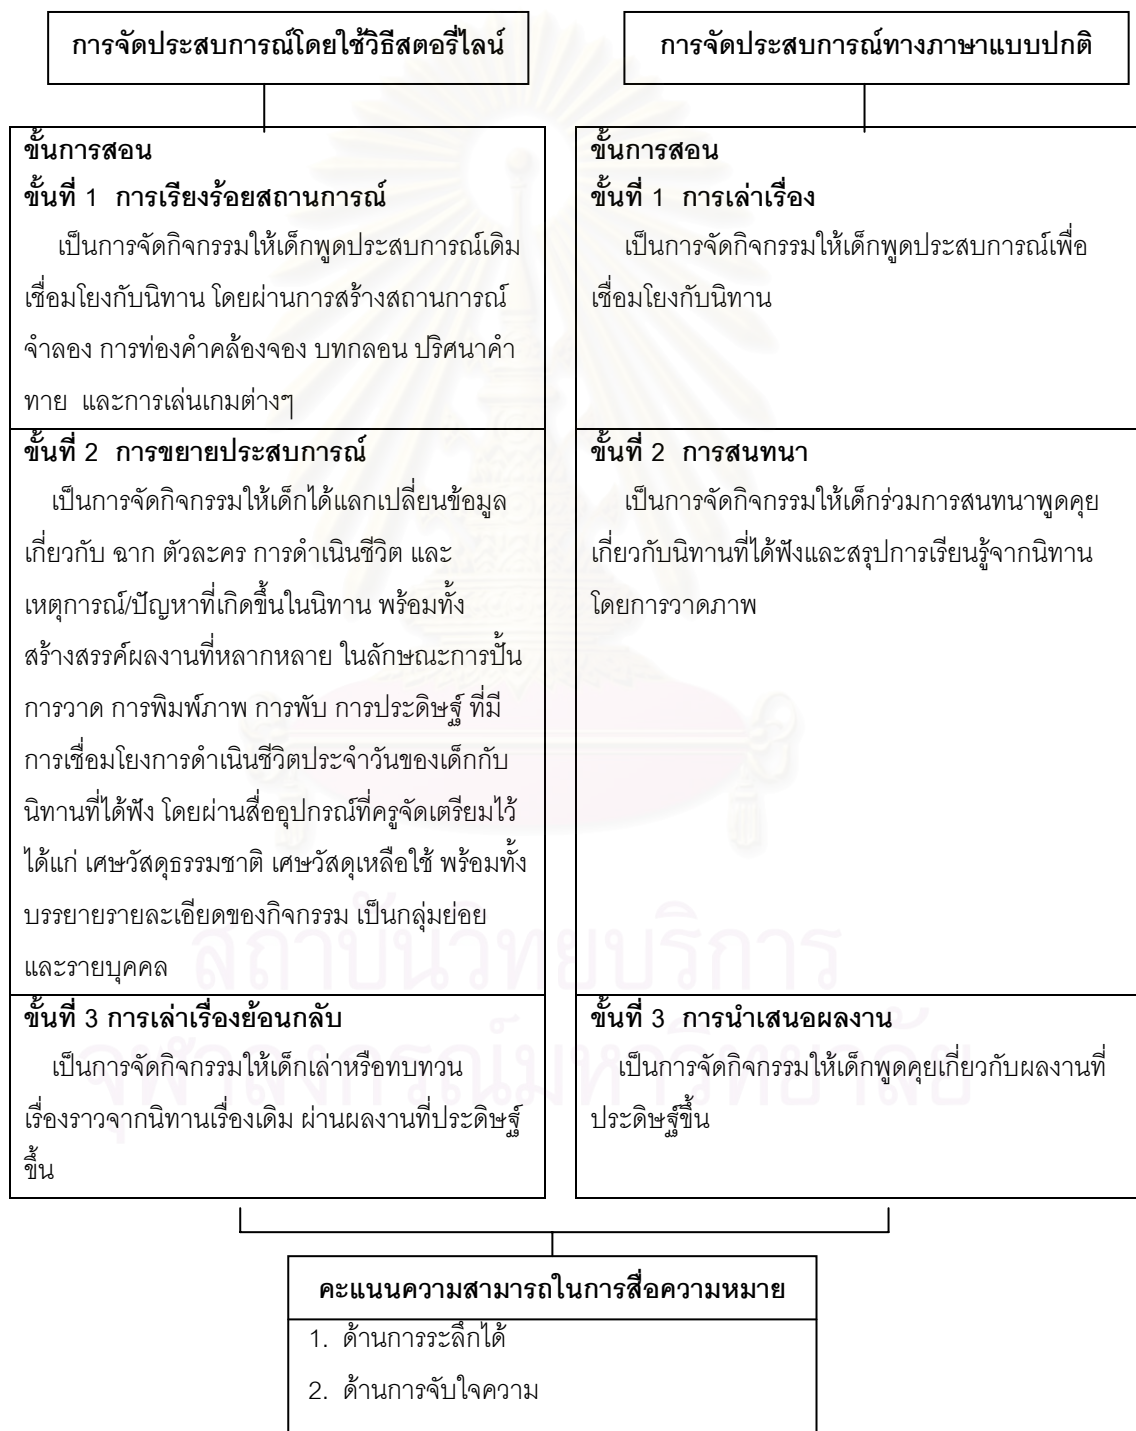 การจัดประสบการณ์โดยใช้วิธีสตอรี่ไลน์
ขั้นการสอน
ขั้นที่ 1 การเรียงร้อยสถานการณ์
เป็นการจัดกิจกรรมให้เด็กพูดประสบการณ์เดิม
เชื่อมโยงกับนิทาน โดยผ่านการสร้างสถานการณ์
จำลอง การท่องคำคล้องจอง บทกลอน ปริศนาคำ
ทาย และการเล่นเกมต่างๆ
ขั้นที่ 2 การขยายประสบการณ์
เป็นการจัดกิจกรรมให้เด็กได้แลกเปลี่ยนข้อมูล
เกี่ยวกับ ฉาก ตัวละคร การดำเนินชีวิต และ
เหตุการณ์/ปัญหาที่เกิดขึ้นในนิทาน พร้อมทั้ง
สร้างสรรค์ผลงานที่หลากหลาย ในลักษณะการปั้น
การวาด การพิมพ์ภาพ การพับ การประดิษฐ์ ที่มี
การเชื่อมโยงการดำเนินชีวิตประจำวันของเด็กกับ
นิทานที่ได้ฟัง โดยผ่านสื่ออุปกรณ์ที่ครูจัดเตรียมไว้
ได้แก่ เศษวัสดุธรรมชาติ เศษวัสดุเหลือใช้ พร้อมทั้ง
บรรยายรายละเอียดของกิจกรรม เป็นกลุ่มย่อย
และรายบุคคล
ขั้นที่ 3 การเล่าเรื่องย้อนกลับ
เป็นการจัดกิจกรรมให้เด็กเล่าหรือทบทวน
เรื่องราวจากนิทานเรื่องเดิม ผ่านผลงานที่ประดิษฐ์
ขึ้น
การจัดประสบการณ์ทางภาษาแบบปกติ
ขั้นการสอน
ขั้นที่ 1 การเล่าเรื่อง
เป็นการจัดกิจกรรมให้เด็กพูดประสบการณ์เพื่อ
เชื่อมโยงกับนิทาน
ขั้นที่ 2 การสนทนา
เป็นการจัดกิจกรรมให้เด็กร่วมการสนทนาพูดคุย
เกี่ยวกับนิทานที่ได้ฟังและสรุปการเรียนรู้จากนิทาน
โดยการวาดภาพ
ขั้นที่ 3 การนำเสนอผลงาน
เป็นการจัดกิจกรรมให้เด็กพูดคุยเกี่ยวกับผลงานที่
ประดิษฐ์ขึ้น
คะแนนความสามารถในการสื่อความหมาย
1. ด้านการระลึกได้
2. ด้านการจับใจความ
สถาบันวิทยบริการ
จุฬาลงกรณ์มหาวิทยาลัย